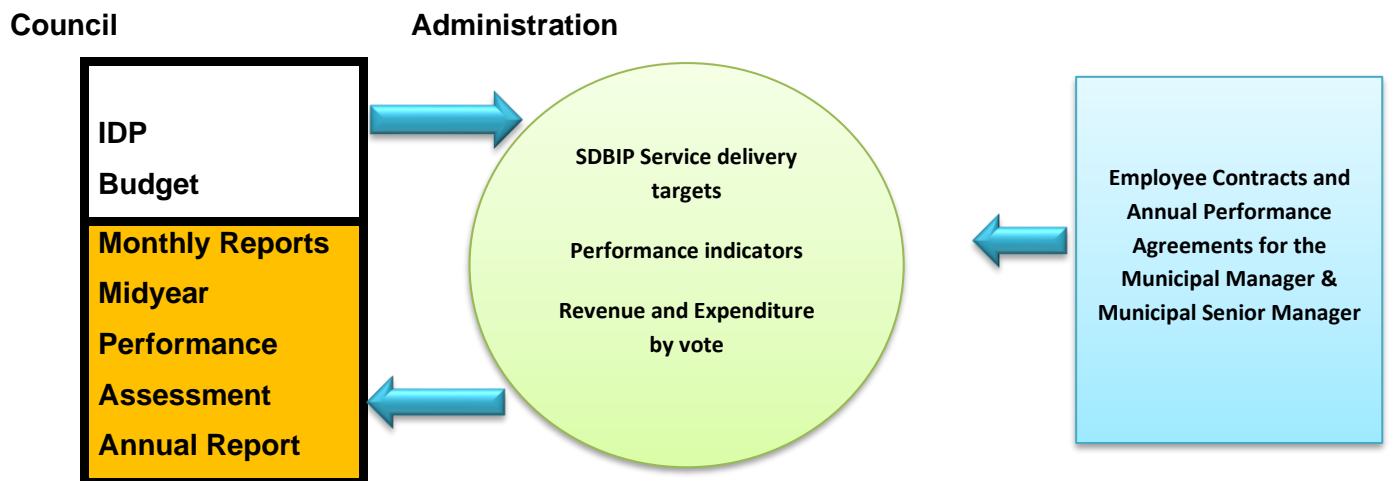 Council
Administration
IDP
Budget
Monthly Reports
Midyear
Performance
Assessment
Annual Report
SDBIP Service delivery
targets
Performance indicators
Revenue and Expenditure
by vote
Employee Contracts and
Annual Performance
Agreements for the
Municipal Manager &
Municipal Senior Manager